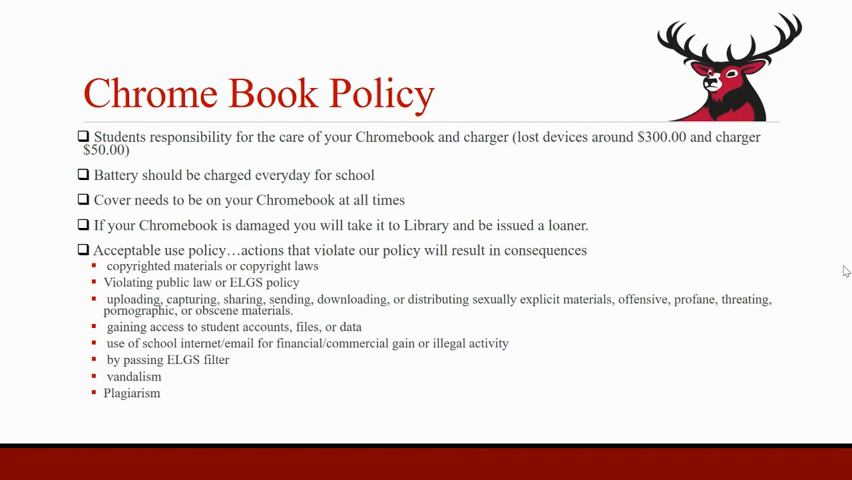 Chrome Book Policy
Students responsibility for the care of your Chromebook and charger (lost devices around $300.00 and charger
$50.00)
Battery should be charged everyday for school
Cover needs to be on your Chromebook at all times
If your Chromebook is damaged you will take it to Library and be issued a loaner.
Acceptable use policy…actions that violate our policy will result in consequences
copyrighted materials or copyright laws
Violating public law or ELGS policy
uploading, capturing, sharing, sending, downloading, or distributing sexually explicit materials, offensive, profane, threating,
pornographic, or obscene materials.
gaining access to student accounts, files, or data
use of school internet/email for financial/commercial gain or illegal activity
by passing ELGS filter
vandalism
Plagiarism